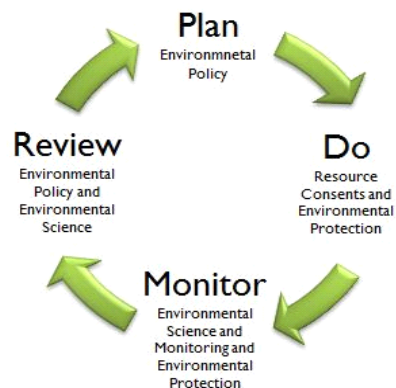 Plan
Environmnetal
Policy
Do
Resource
Consents and
Environmental
Protection
Monitor
Environmental
Science and
Monitoring and
Environmental
Protection
Review
Environmental
Policy and
Environmental
Science